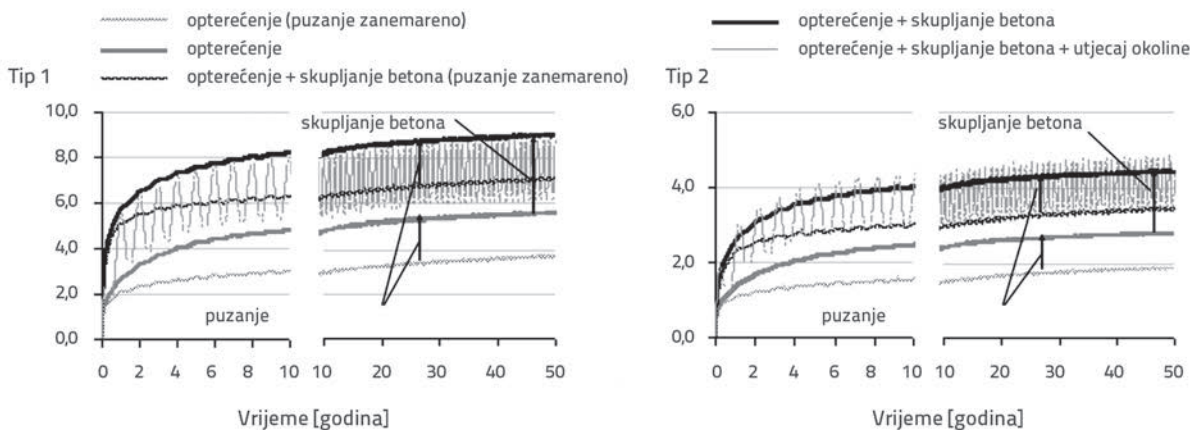 opterećenje (puzanje zanemareno)
opterećenje
opterećenje + skupljanje betona (puzanje zanemareno)
opterećenje + skupljanje betona
opterećenje + skupljanje betona + utjecaj okoline
Tip 1
10,0
8,0
6,0
4,0
2,0
0,0
skupljanje betona
puzanje
0 2 4 6 8 10 10 20 30 40 50
Vrijeme [godina]
Tip 2
6,0
4,0
2,0
0,0
skupljanje betona
puzanje
0 2 4 6 8 10 10 20 30 40 50
Vrijeme [godina]